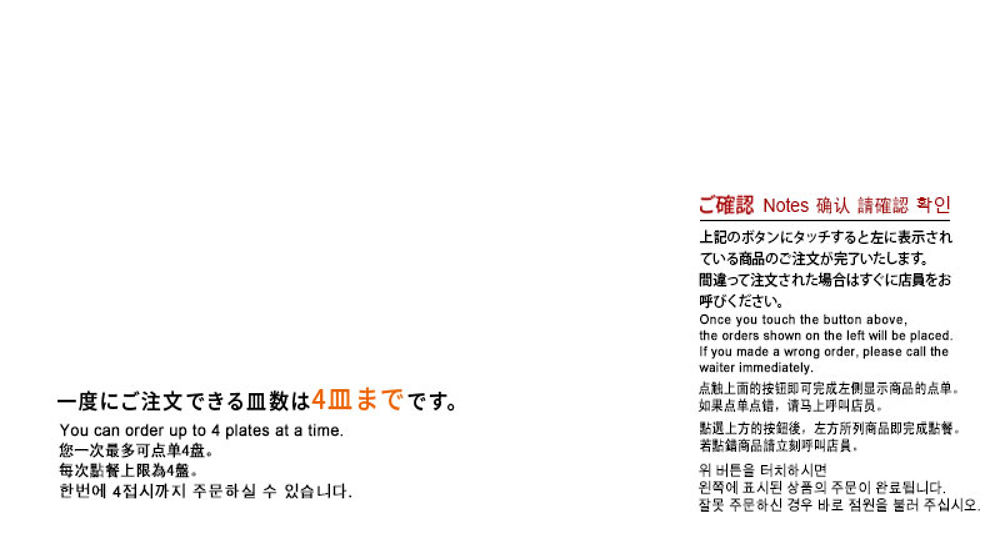 一度にご注文できる皿数は4皿までです。
You can order up to 4 plates at a time.
您一次最多可点单4盘。
每次點餐上限為4盤。
한번에 4접시까지 주문하실 수 있습니다.
ご確認 Notes 确认 請確認 확인
上記のボタンにタッチすると左に表示され
ている商品のご注文が完了いたします。
間違って注文された場合はすぐに店員をお
呼びください。
Once you touch the button above,
the orders shown on the left will be placed.
If you made a wrong order, please call the
waiter immediately.
点触上面的按钮即可完成左侧显示商品的点单。
如果点单点错，请马上呼叫店员。
點選上方的按鈕後，左方所列商品即完成點餐。
若點錯商品請立刻呼叫店員。
위 버튼을 터치하시면
왼쪽에 표시된 상품의 주문이 완료됩니다.
잘못 주문하신 경우 바로 점원을 불러 주십시오.